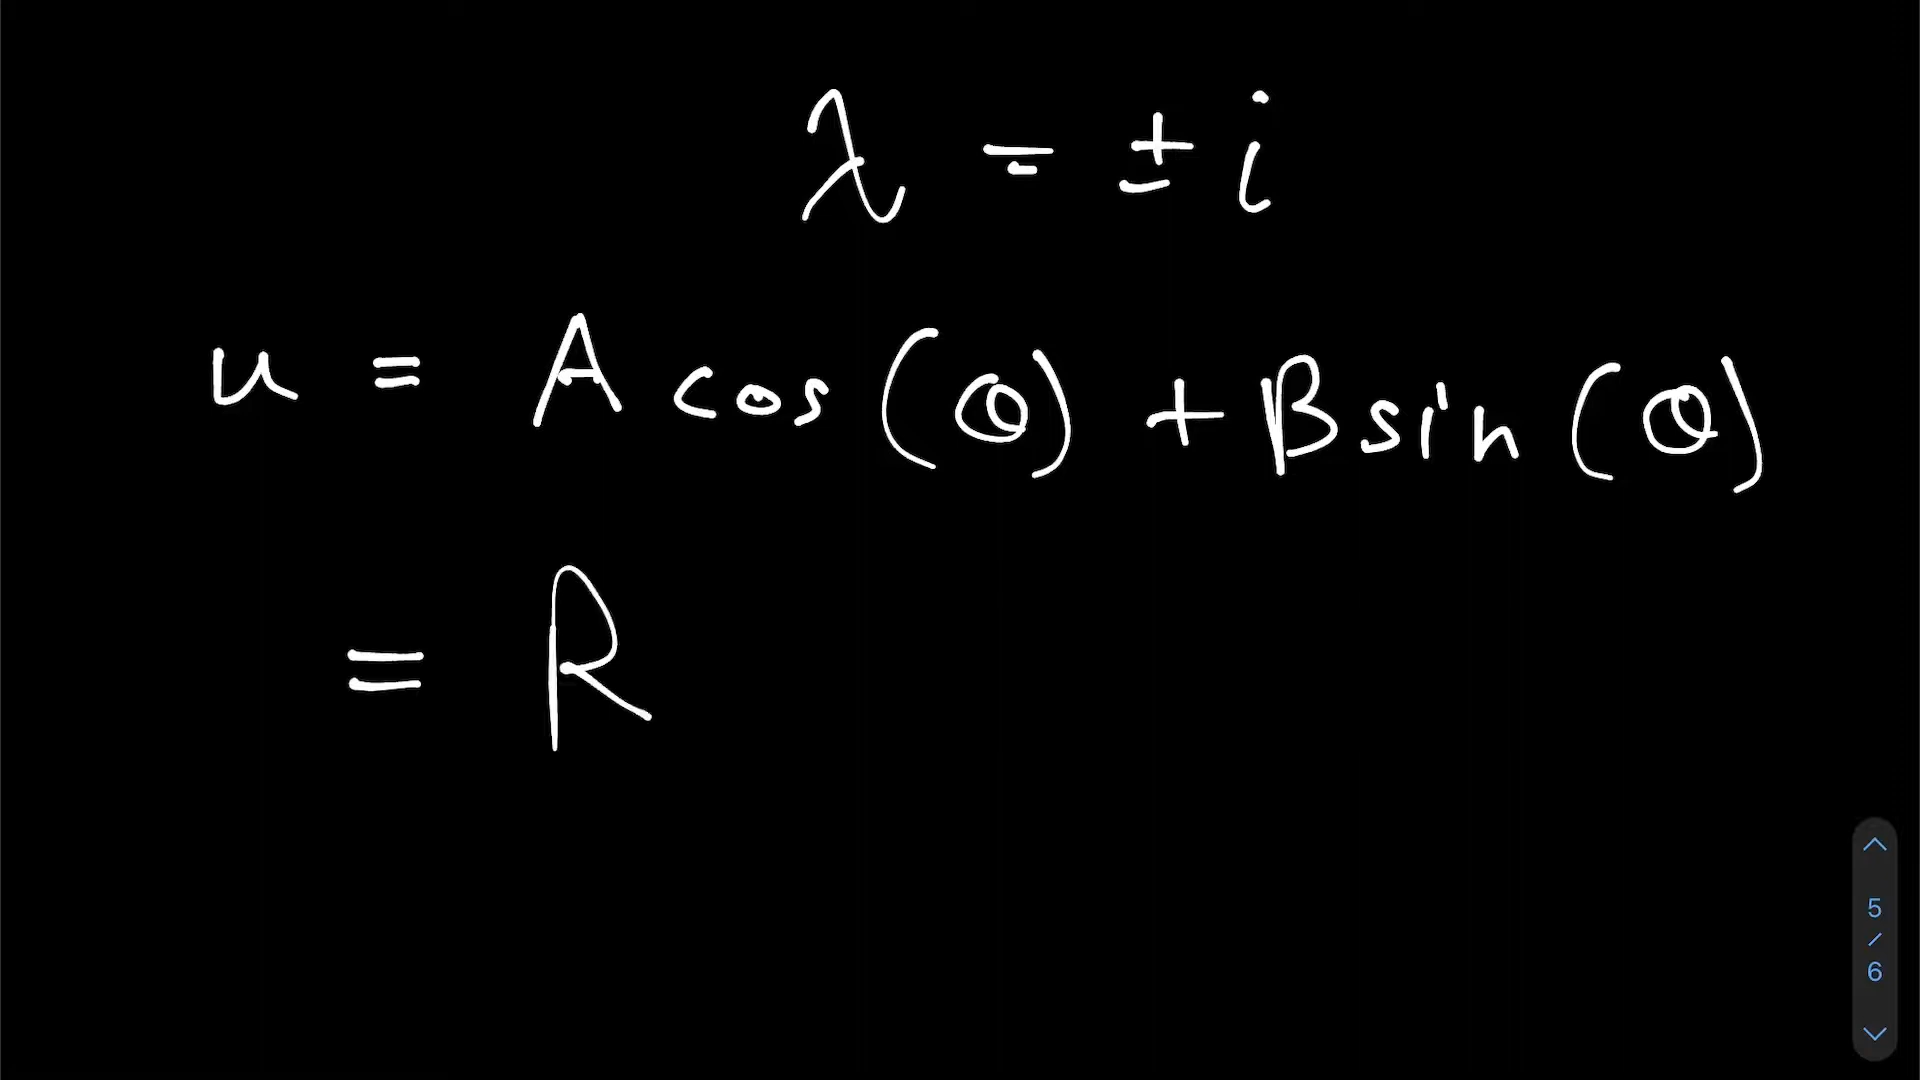 λ = ± i
u = A cos(θ) + B sin(θ)
= R
5
/
6